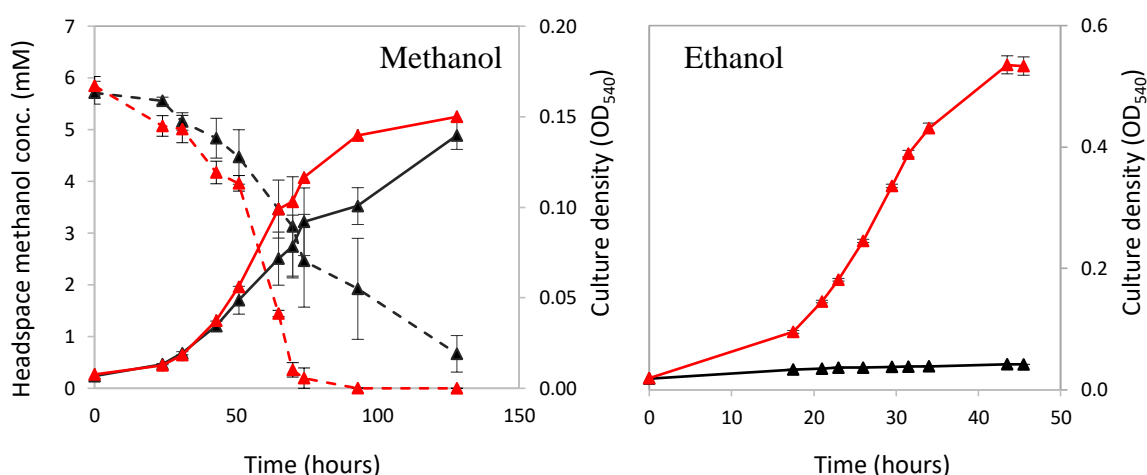 Methanol
Headspace methanol conc. (mM)
7
6
5
4
3
2
1
0
0.20
0.15
0.10
0.05
0.00
Culture density (OD540)
0 50 100 150
Time (hours)
Ethanol
0.6
0.4
0.2
0.0
Culture density (OD540)
0 10 20 30 40 50
Time (hours)